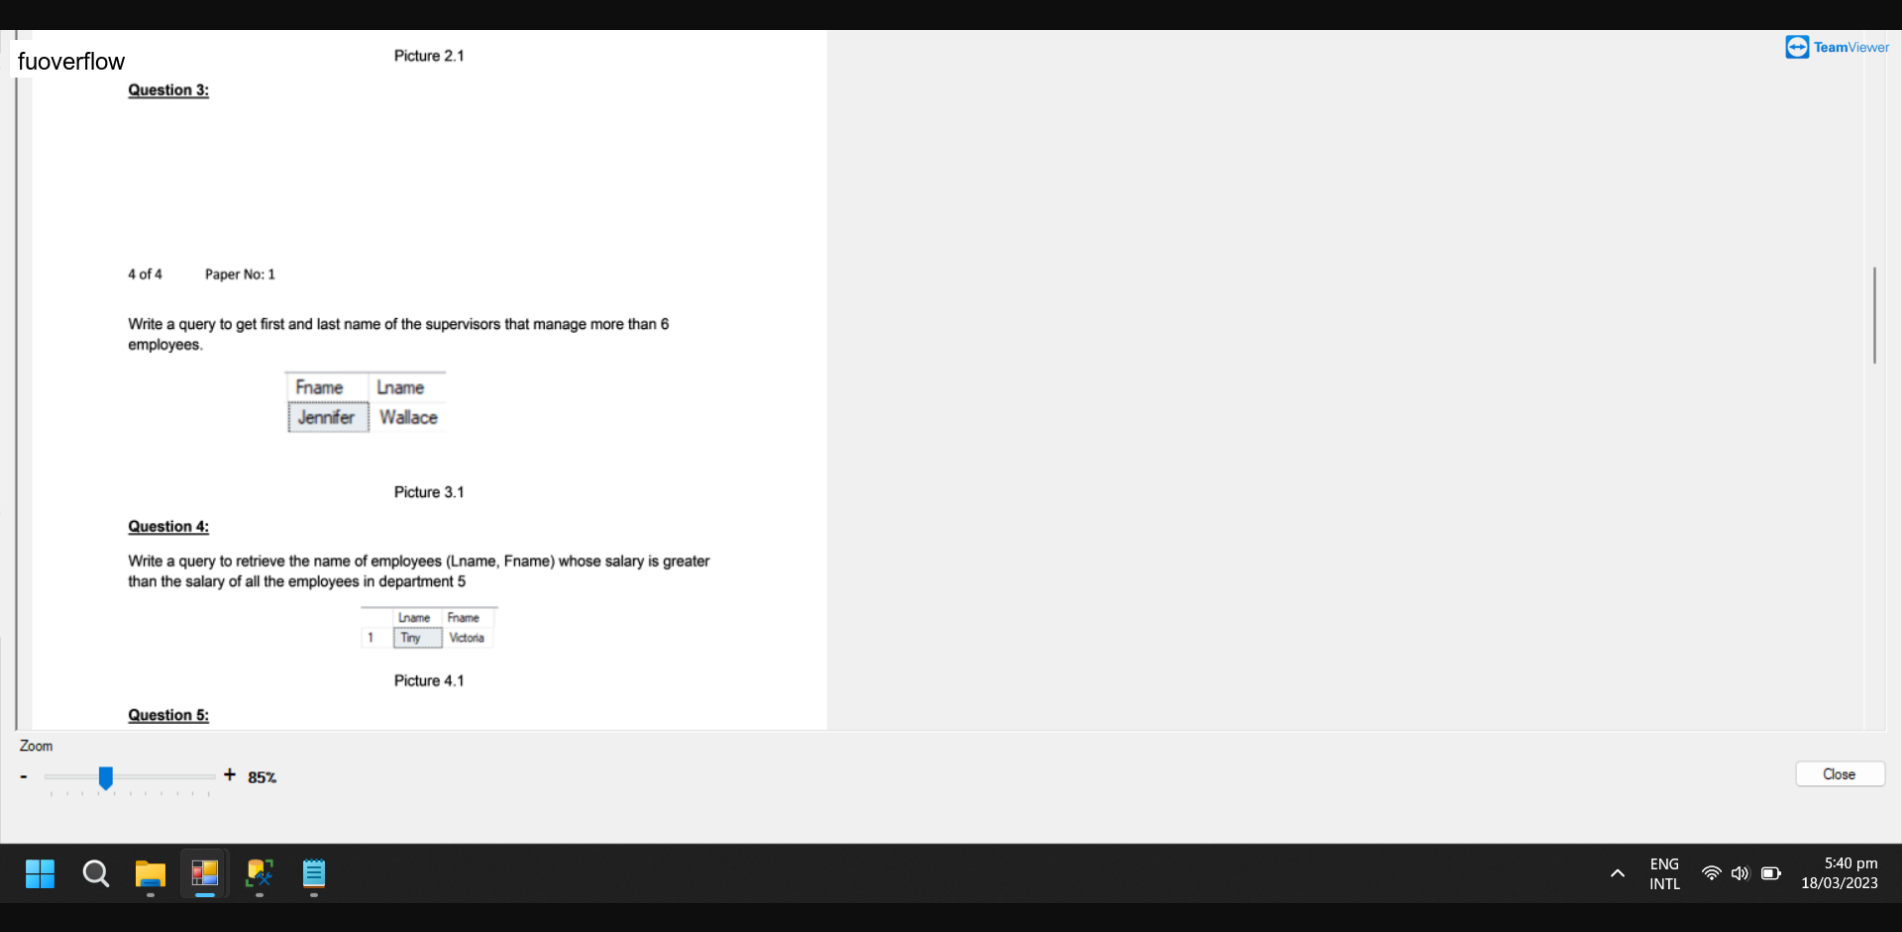 fuoverflow
TeamViewer
Picture 2.1
Question 3:
4 of 4 Paper No: 1
Write a query to get first and last name of the supervisors that manage more than 6
employees.
Fname Lname
Jennifer Wallace
Picture 3.1
Question 4:
Write a query to retrieve the name of employees (Lname, Fname) whose salary is greater
than the salary of all the employees in department 5
Lname Fname
1 Tiny Victoria
Picture 4.1
Question 5:
Zoom
- + 85%
Close
ENG
INTL
5:40 pm
18/03/2023